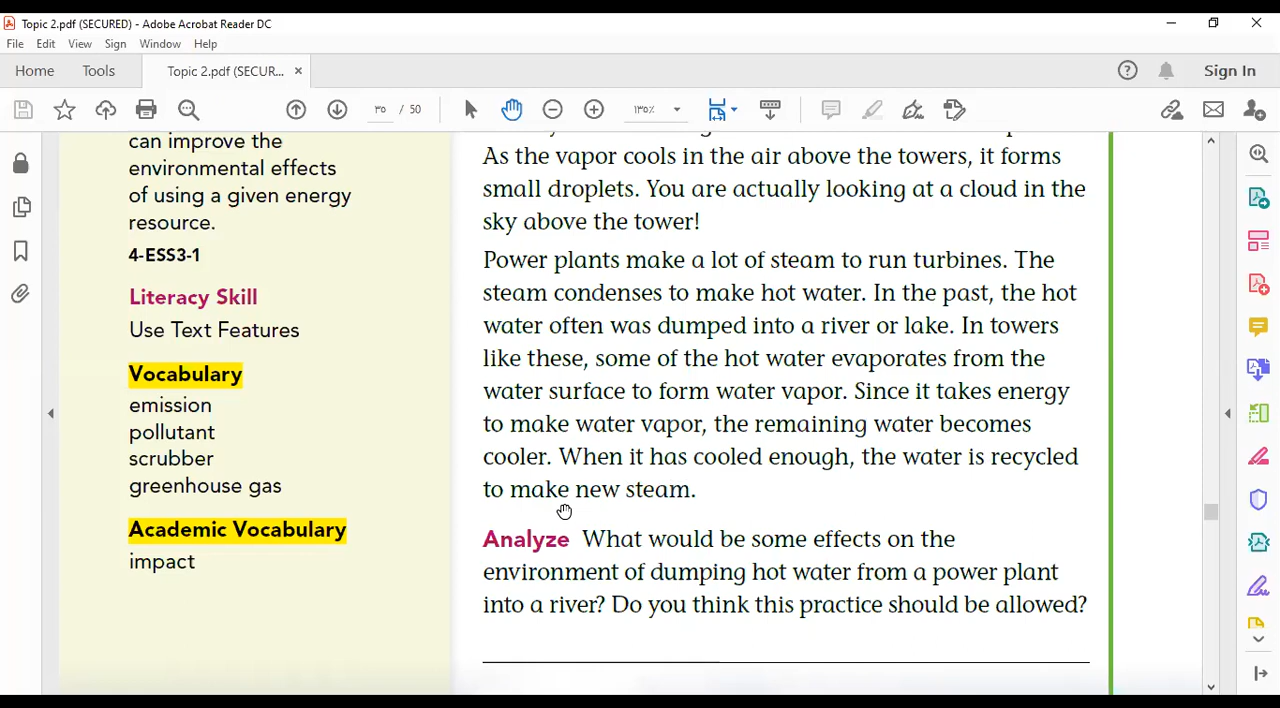 Topic 2.pdf (SECURED) - Adobe Acrobat Reader DC
File Edit View Sign Window Help
Home Tools Topic 2.pdf (SECUR... × Sign In
٣٥ / 50 ١٣٥٪
can improve the
environmental effects
of using a given energy
resource.
4-ESS3-1
Literacy Skill
Use Text Features
Vocabulary
emission
pollutant
scrubber
greenhouse gas
Academic Vocabulary
impact
As the vapor cools in the air above the towers, it forms
small droplets. You are actually looking at a cloud in the
sky above the tower!
Power plants make a lot of steam to run turbines. The
steam condenses to make hot water. In the past, the hot
water often was dumped into a river or lake. In towers
like these, some of the hot water evaporates from the
water surface to form water vapor. Since it takes energy
to make water vapor, the remaining water becomes
cooler. When it has cooled enough, the water is recycled
to make new steam.
Analyze What would be some effects on the
environment of dumping hot water from a power plant
into a river? Do you think this practice should be allowed?